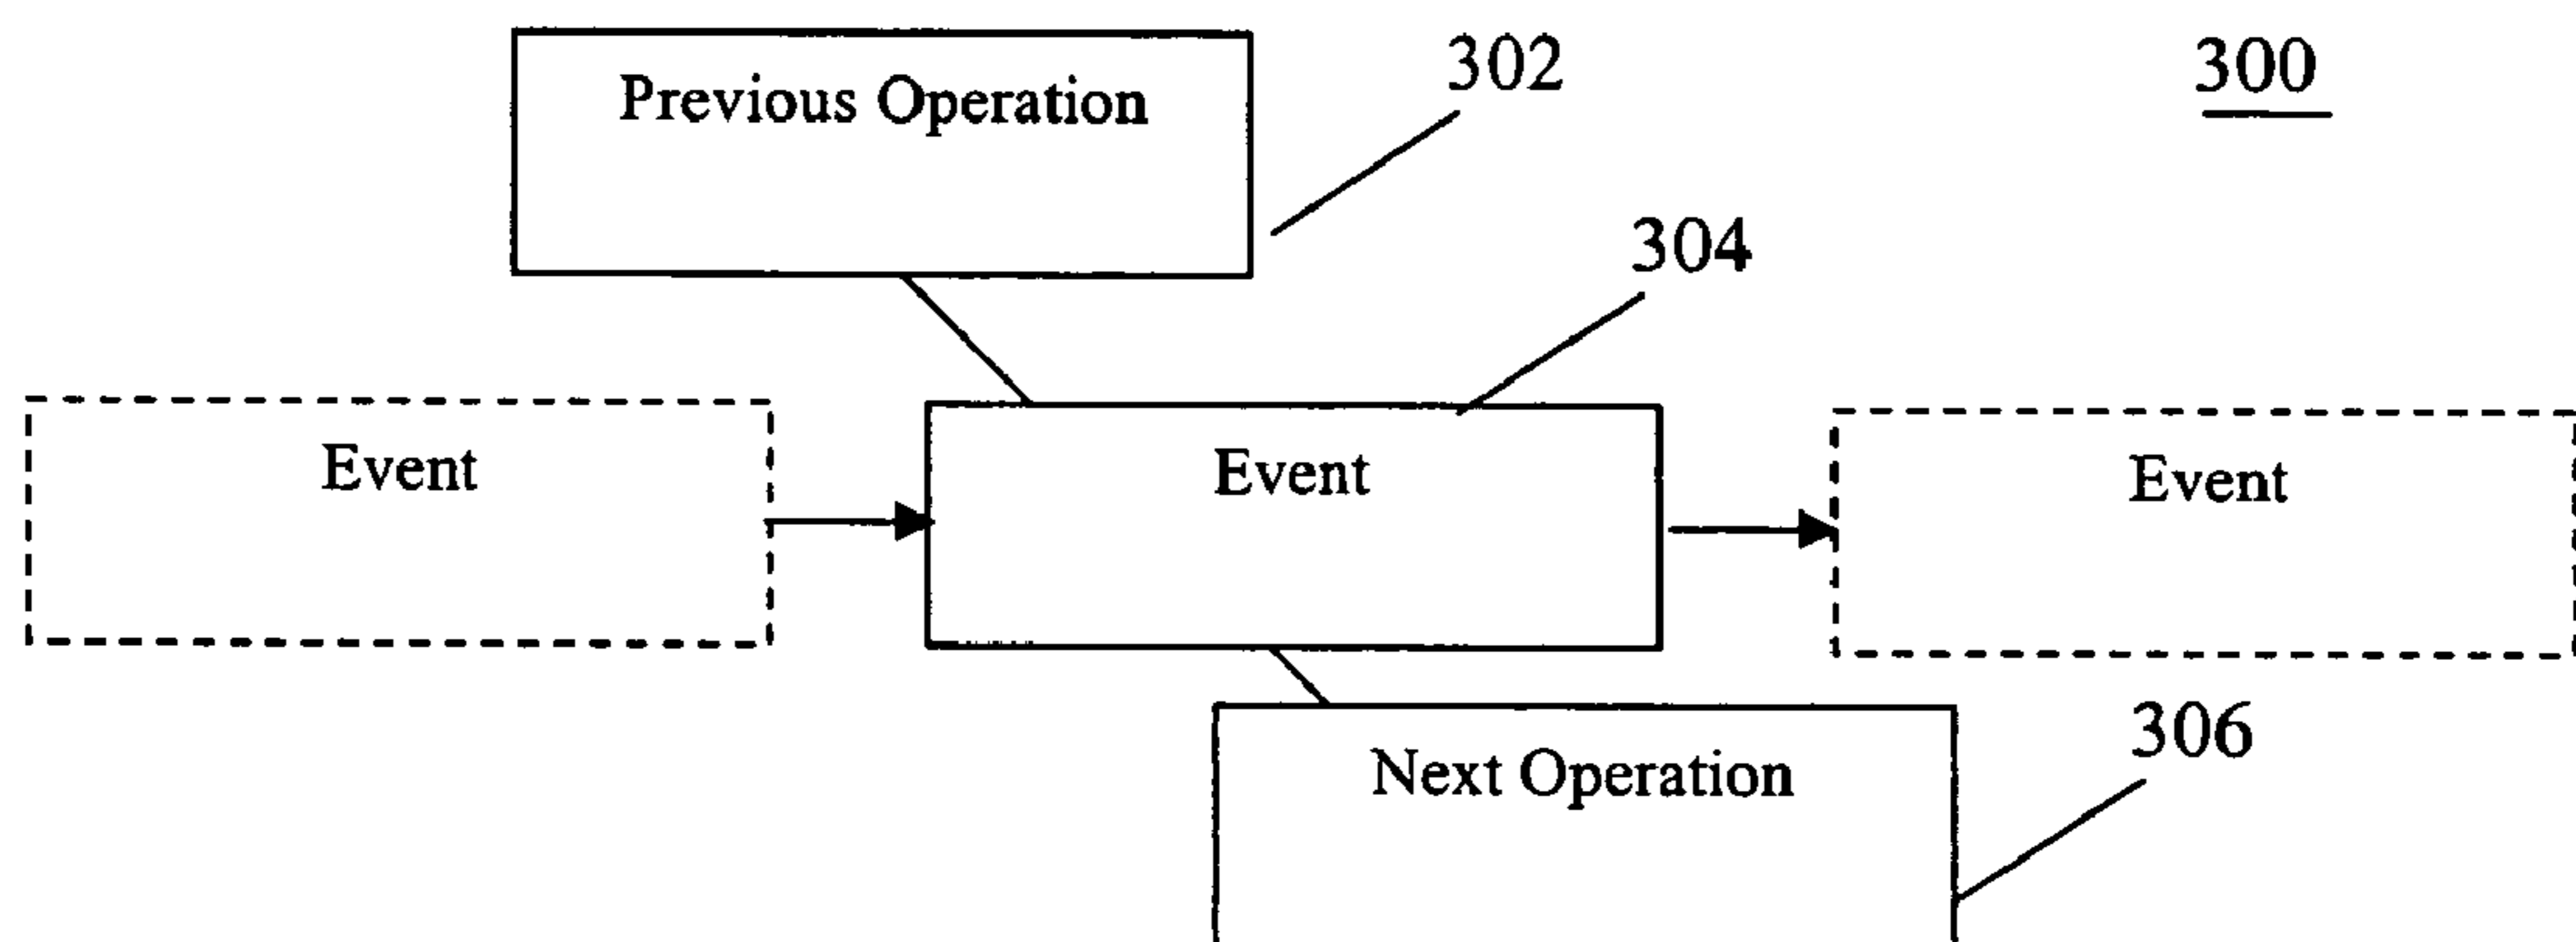 302
300
Previous Operation
304
Event
Event
Event
306
Next Operation